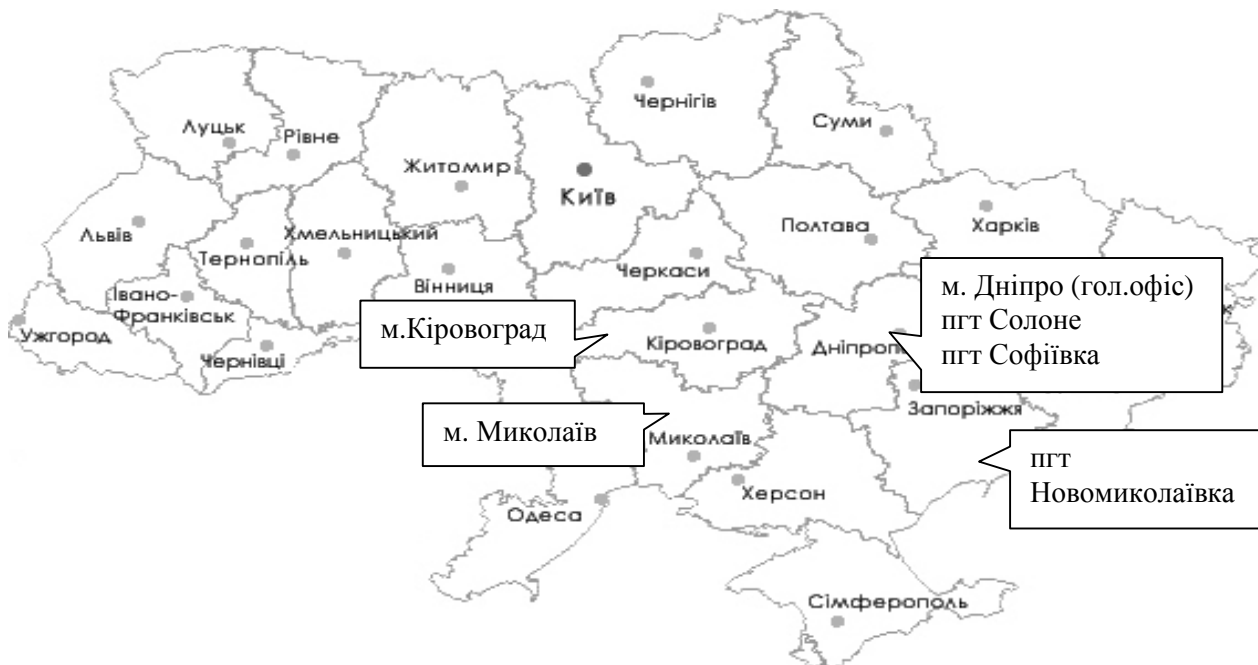 Чернігів
Суми
Луцьк
Рівне
Житомир
Київ
Полтава
Харків
Львів
Тернопіль
Хмельницький
Черкаси
Вінниця
Івано-
Франківськ
Ужгород
Чернівці
м.Кіровоград
Кіровоград
м. Дніпро (гол.офіс)
пгт Солоне
пгт Софіївка
Запоріжжя
м. Миколаїв
Миколаїв
пгт
Новомиколаївка
Херсон
Одеса
Сімферополь